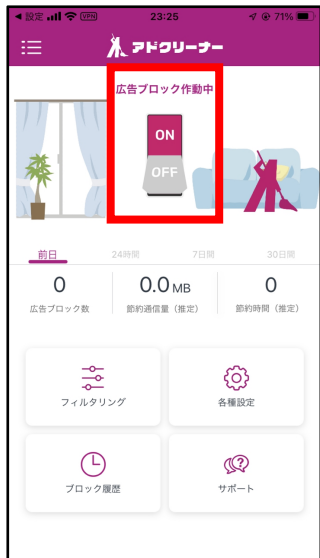 設定 VPN 23:25 71%
アドクリーナー
広告ブロック作動中
ON
OFF
前日 24時間 7日間 30日間
0 0.0 MB 0
広告ブロック数 節約通信量（推定） 節約時間（推定）
フィルタリング 各種設定
ブロック履歴 サポート